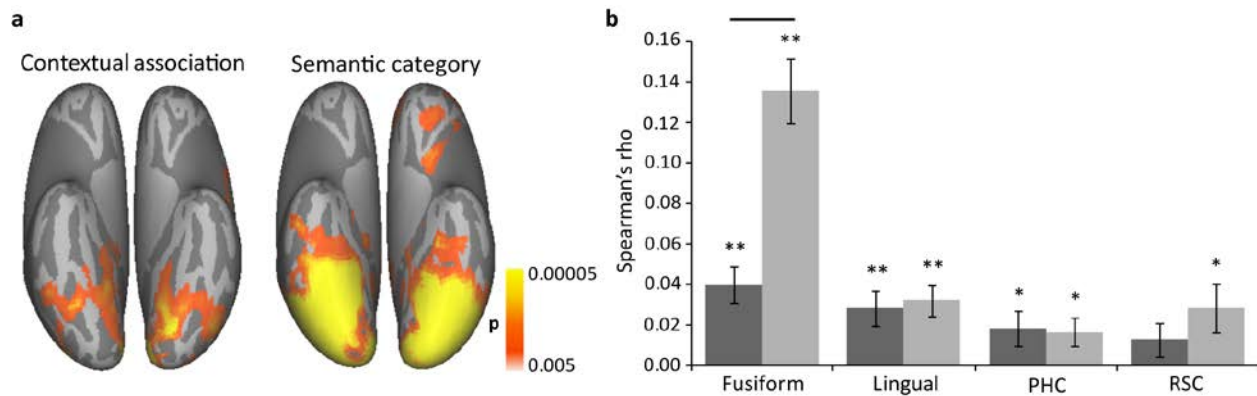 a
Contextual association
Semantic category
0.00005
p
0.005
b
Spearman's rho
0.16
0.14
0.12
0.10
0.08
0.06
0.04
0.02
0.00
**
**
**
**
*
*
*
Fusiform
Lingual
PHC
RSC